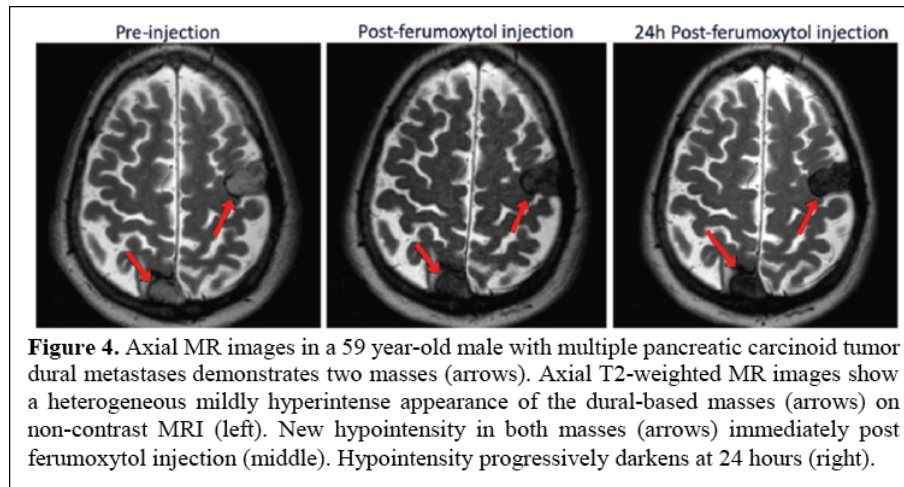 Pre-injection
Post-ferumoxytol injection
24h Post-ferumoxytol injection
Figure 4. Axial MR images in a 59 year-old male with multiple pancreatic carcinoid tumor
dural metastases demonstrates two masses (arrows). Axial T2-weighted MR images show
a heterogeneous mildly hyperintense appearance of the dural-based masses (arrows) on
non-contrast MRI (left). New hypointensity in both masses (arrows) immediately post
ferumoxytol injection (middle). Hypointensity progressively darkens at 24 hours (right).